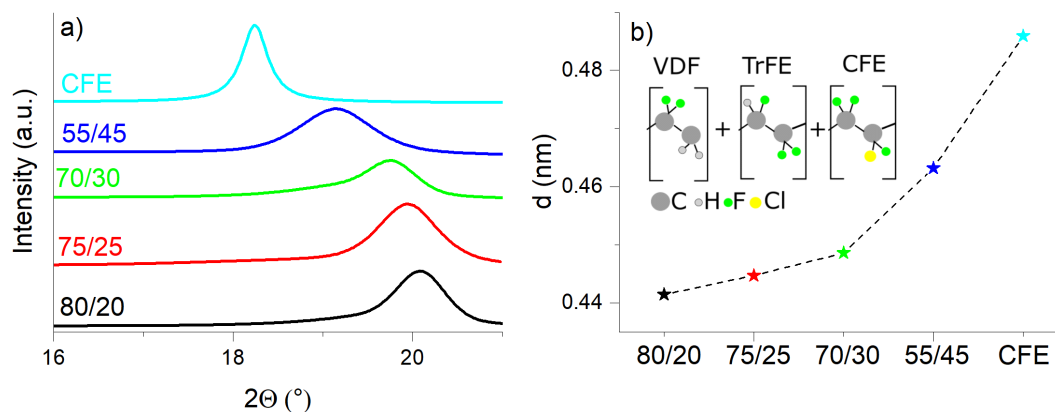 a)
CFE
55/45
70/30
75/25
80/20
Intensity (a.u.)
16 18 20
2Θ (°)
b)
VDF TrFE CFE
+ +
C H F Cl
d (nm)
0.48
0.46
0.44
80/20 75/25 70/30 55/45 CFE